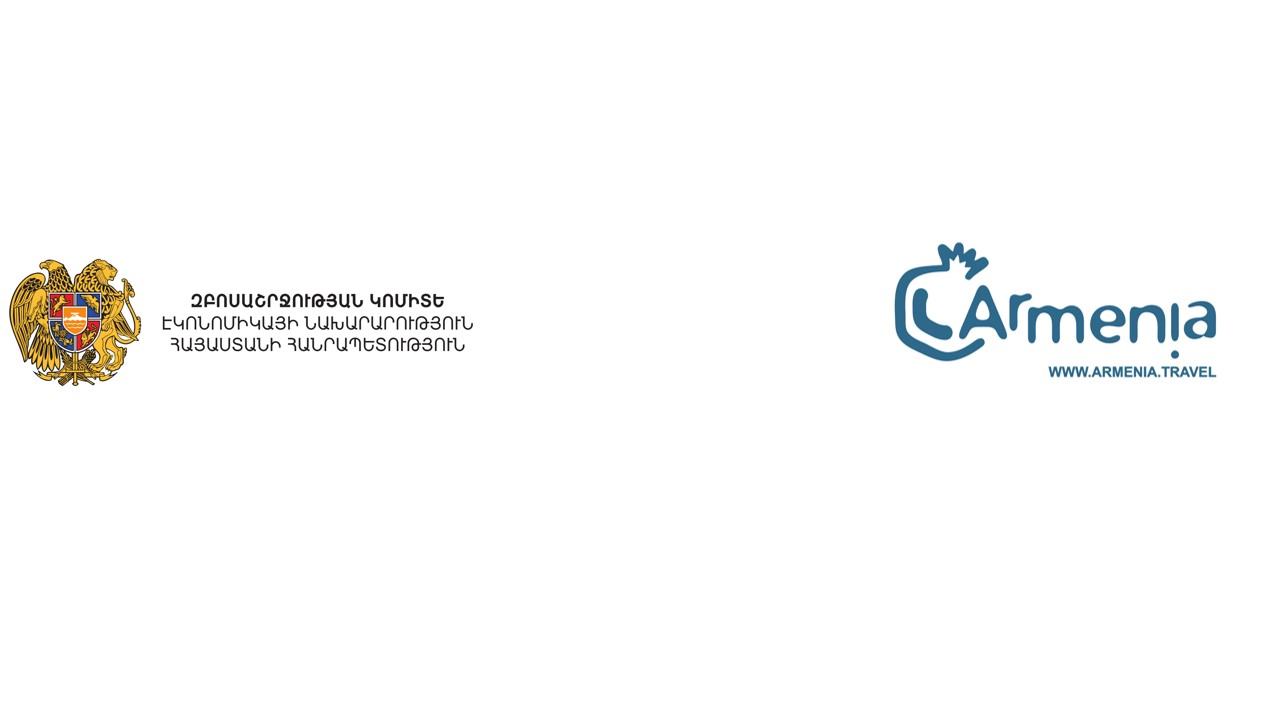 ԶԲՈՍԱՇՐՋՈՒԹՅԱՆ ԿՈՄԻՏԵ
ԷԿՈՆՈՄԻԿԱՅԻ ՆԱԽԱՐԱՐՈՒԹՅՈՒՆ
ՀԱՅԱՍՏԱՆԻ ՀԱՆՐԱՊԵՏՈՒԹՅՈՒՆ
Armenia
WWW.ARMENIA.TRAVEL